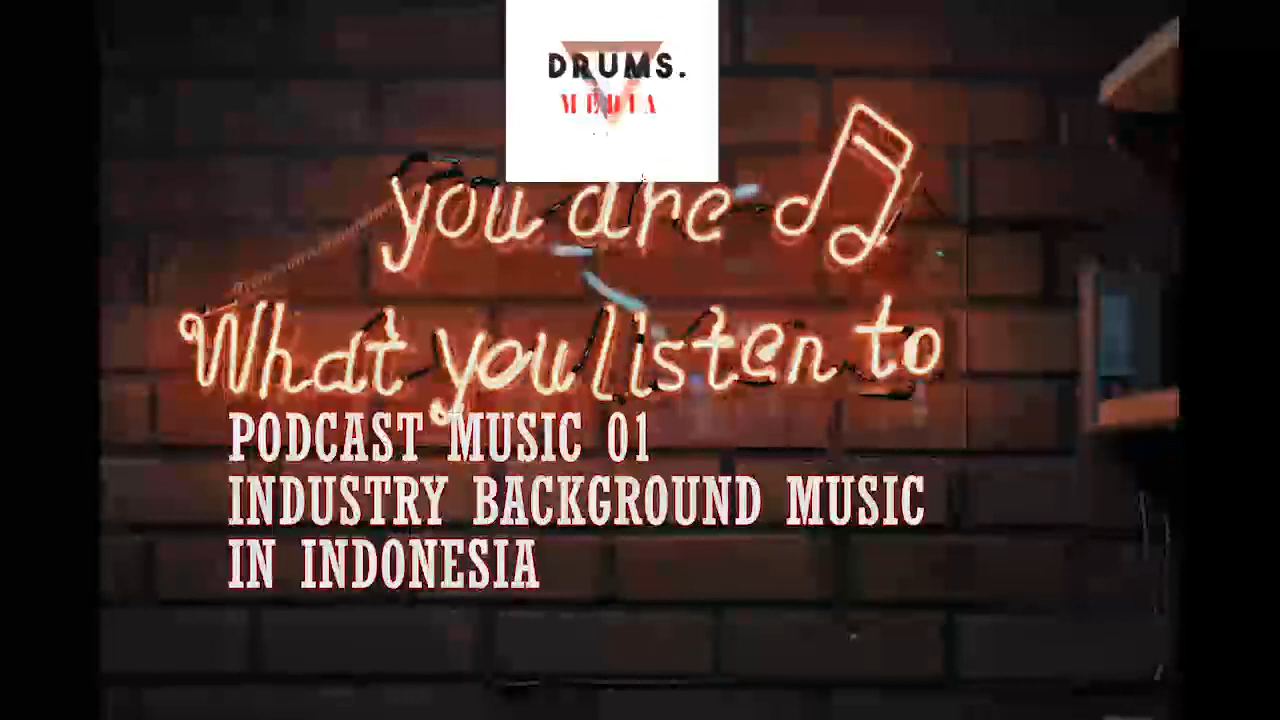 DRUMS.
MEDIA
you are
What you listen to
PODCAST MUSIC 01
INDUSTRY BACKGROUND MUSIC
IN INDONESIA